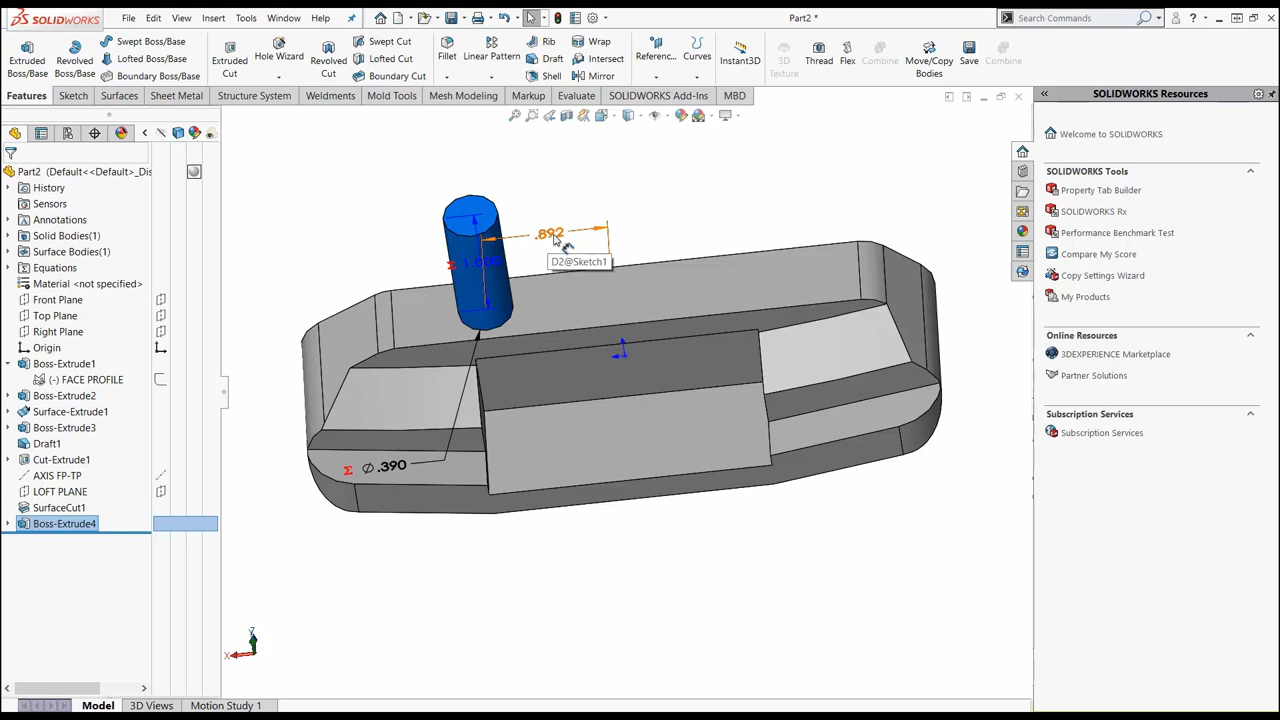 SOLIDWORKS
File
Edit
View
Insert
Tools
Window
Help
Part2 *
Search Commands
Extruded Boss/Base
Revolved Boss/Base
Swept Boss/Base
Lofted Boss/Base
Boundary Boss/Base
Extruded Cut
Hole Wizard
Revolved Cut
Swept Cut
Lofted Cut
Boundary Cut
Fillet
Linear Pattern
Rib
Draft
Shell
Wrap
Intersect
Mirror
Referenc...
Curves
Instant3D
3D Texture
Thread
Flex
Combine
Move/Copy Bodies
Save
Combine
Features
Sketch
Surfaces
Sheet Metal
Structure System
Weldments
Mold Tools
Mesh Modeling
Markup
Evaluate
SOLIDWORKS Add-Ins
MBD
Part2 (Default<<Default>_Dis
History
Sensors
Annotations
Solid Bodies(1)
Surface Bodies(1)
Equations
Material <not specified>
Front Plane
Top Plane
Right Plane
Origin
Boss-Extrude1
(-) FACE PROFILE
Boss-Extrude2
Surface-Extrude1
Boss-Extrude3
Draft1
Cut-Extrude1
AXIS FP-TP
LOFT PLANE
SurfaceCut1
Boss-Extrude4
.892
D2@Sketch1
Σ 1.000
Σ ∅ .390
Z
X
Model
3D Views
Motion Study 1
SOLIDWORKS Resources
Welcome to SOLIDWORKS
SOLIDWORKS Tools
Property Tab Builder
SOLIDWORKS Rx
Performance Benchmark Test
Compare My Score
Copy Settings Wizard
My Products
Online Resources
3DEXPERIENCE Marketplace
Partner Solutions
Subscription Services
Subscription Services